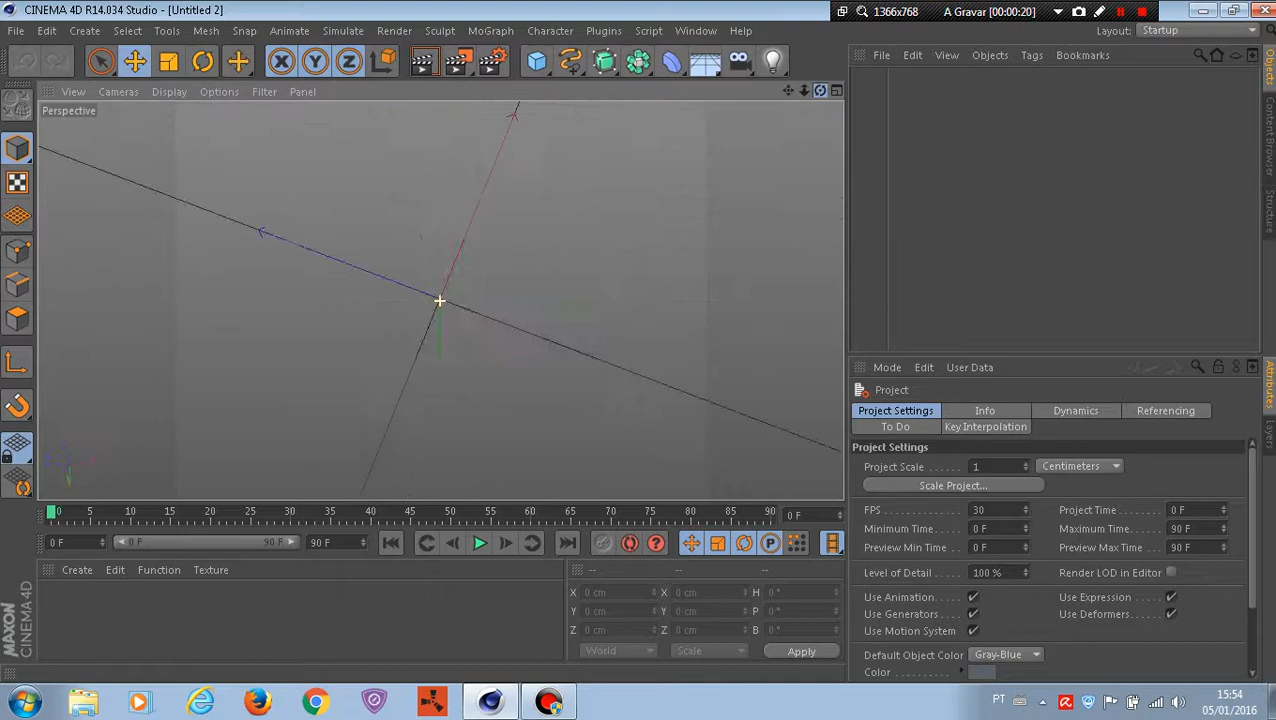 CINEMA 4D R14.034 Studio - [Untitled 2]
1366x768 A Gravar [00:00:20]
File Edit Create Select Tools Mesh Snap Animate Simulate Render Sculpt MoGraph Character Plugins Script Window Help
Layout: Startup
X Y Z
File Edit View Objects Tags Bookmarks
View Cameras Display Options Filter Panel
Perspective
Objects
Content Browser
Structure
Mode Edit User Data
Project
Project Settings Info Dynamics Referencing
To Do Key Interpolation
Project Settings
Project Scale 1 Centimeters
Scale Project...
FPS 30 Project Time 0 F
Minimum Time 0 F Maximum Time 90 F
Preview Min Time 0 F Preview Max Time 90 F
Level of Detail 100 % Render LOD in Editor
Use Animation Use Expression
Use Generators Use Deformers
Use Motion System
Default Object Color Gray-Blue
Color
Attributes
Layers
0 5 10 15 20 25 30 35 40 45 50 55 60 65 70 75 80 85 90 0 F
0 F 0 F 90 F 90 F
P
Create Edit Function Texture
-- -- --
X 0 cm X 0 cm H 0 °
Y 0 cm Y 0 cm P 0 °
Z 0 cm Z 0 cm B 0 °
World Scale Apply
MAXON
CINEMA 4D
PT
15:54
05/01/2016